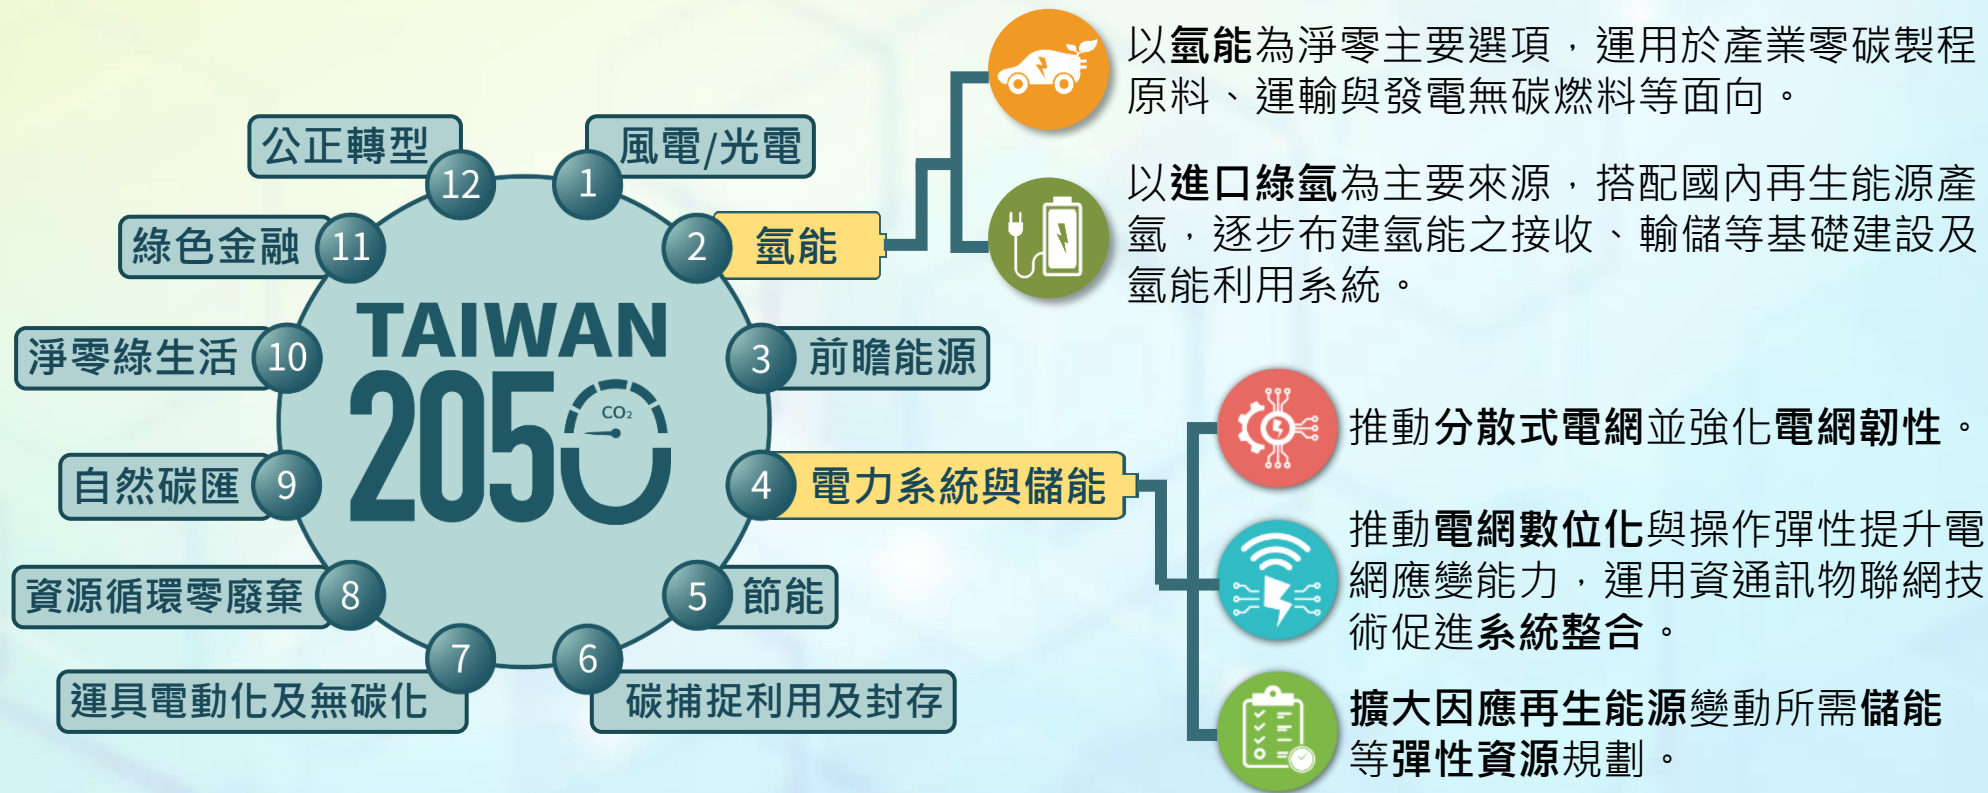 以氫能為淨零主要選項，運用於產業零碳製程
原料、運輸與發電無碳燃料等面向。
以進口綠氫為主要來源，搭配國內再生能源產
氫，逐步布建氫能之接收、輸儲等基礎建設及
氫能利用系統。
公正轉型
12
1
風電/光電
綠色金融
11
2
氫能
淨零綠生活
10
3
前瞻能源
自然碳匯
9
4
電力系統與儲能
資源循環零廢棄
8
5
節能
運具電動化及無碳化
7
6
碳捕捉利用及封存
TAIWAN
2050
CO₂
推動分散式電網並強化電網韌性。
推動電網數位化與操作彈性提升電
網應變能力，運用資通訊物聯網技
術促進系統整合。
擴大因應再生能源變動所需儲能
等彈性資源規劃。